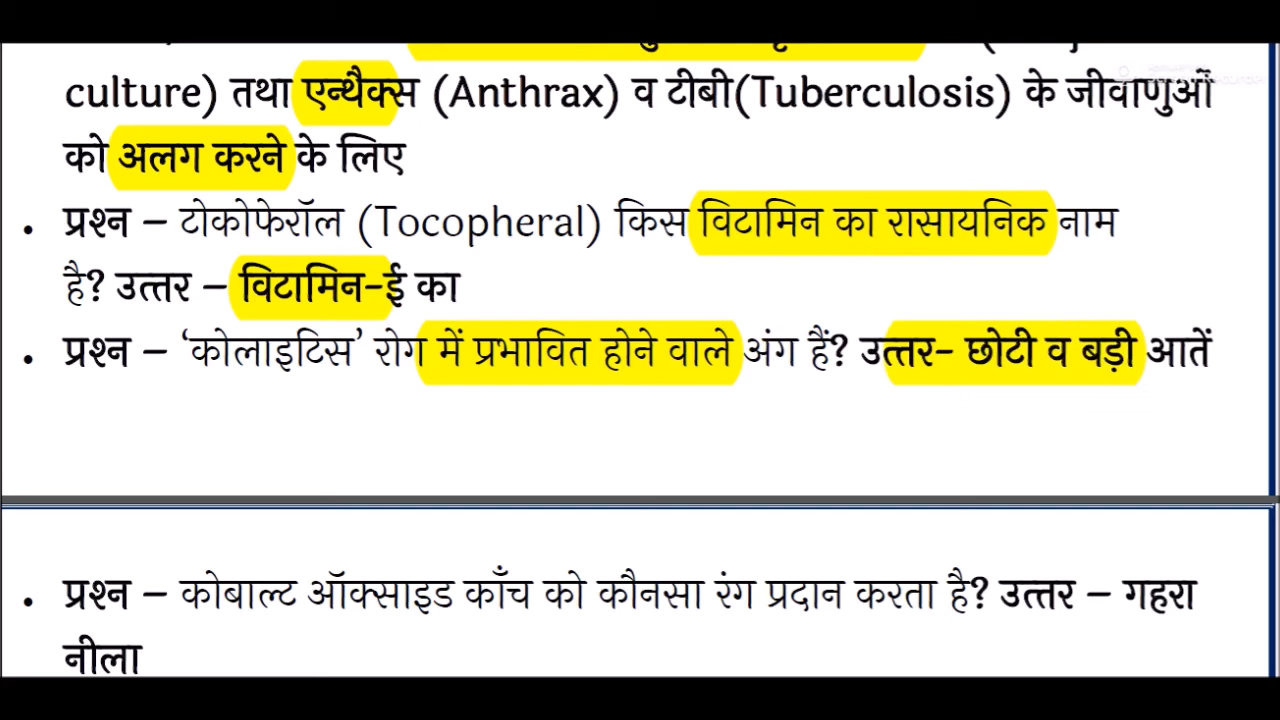 culture) तथा एन्थैक्स (Anthrax) व टीबी(Tuberculosis) के जीवाणुओं
को अलग करने के लिए
• प्रश्न – टोकोफेरॉल (Tocopheral) किस विटामिन का रासायनिक नाम
है? उत्तर – विटामिन-ई का
• प्रश्न – ‘कोलाइटिस’ रोग में प्रभावित होने वाले अंग हैं? उत्तर- छोटी व बड़ी आतें
• प्रश्न – कोबाल्ट ऑक्साइड काँच को कौनसा रंग प्रदान करता है? उत्तर – गहरा
नीला